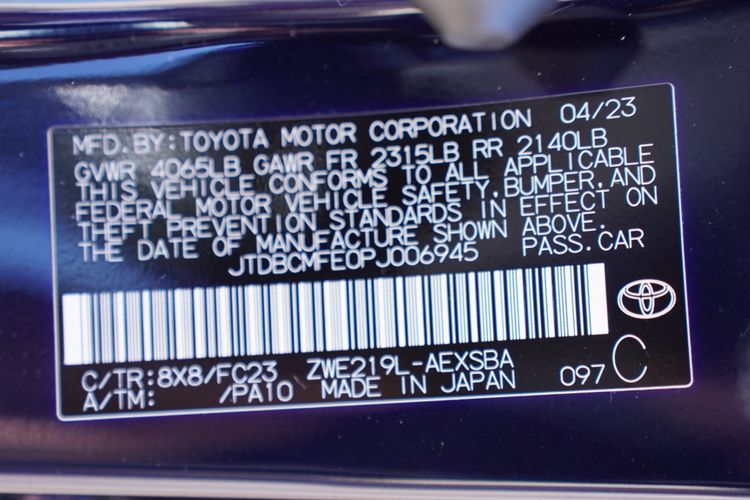 MFD.BY:TOYOTA MOTOR CORPORATION 04/23
GVWR 4065LB GAWR FR 2315LB RR 2140LB
THIS VEHICLE CONFORMS TO ALL APPLICABLE
FEDERAL MOTOR VEHICLE SAFETY,BUMPER,AND
THEFT PREVENTION STANDARDS IN EFFECT ON
THE DATE OF MANUFACTURE SHOWN ABOVE.
JTDBCMFE0PJ006945 PASS.CAR
C/TR:8X8/FC23 ZWE219L-AEXSBA
A/TM: /PA10 MADE IN JAPAN 097 C